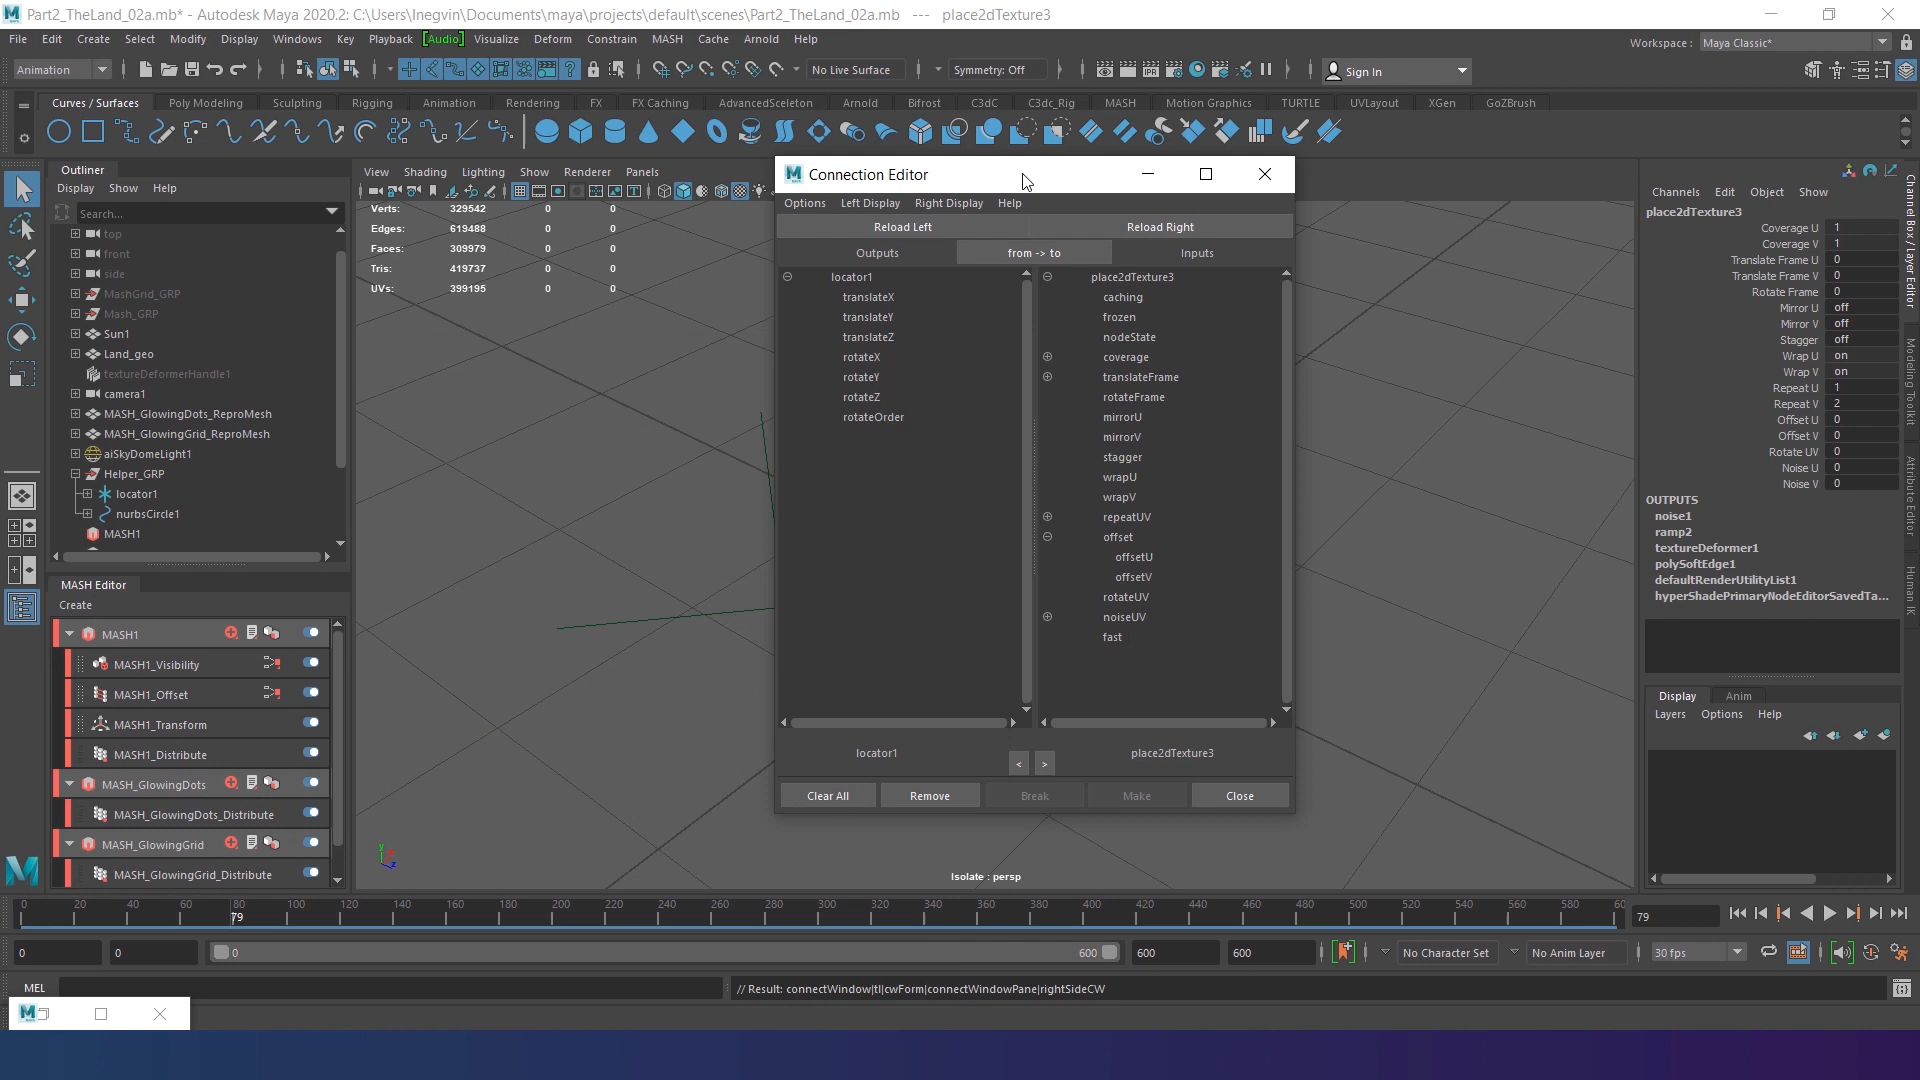 Part2_TheLand_02a.mb* - Autodesk Maya 2020.2: C:\Users\Inegvin\Documents\maya\projects\default\scenes\Part2_TheLand_02a.mb --- place2dTexture3
File Edit Create Select Modify Display Windows Key Playback [Audio] Visualize Deform Constrain MASH Cache Arnold Help
Workspace : Maya Classic*
Animation No Live Surface Symmetry: Off Sign In
Curves / Surfaces Poly Modeling Sculpting Rigging Animation Rendering FX FX Caching AdvancedSceleton Arnold Bifrost C3dC C3dc_Rig MASH Motion Graphics TURTLE UVLayout XGen GoZBrush
Outliner
Display Show Help
Search...
top
front
side
MashGrid_GRP
Mash_GRP
Sun1
Land_geo
textureDeformerHandle1
camera1
MASH_GlowingDots_ReproMesh
MASH_GlowingGrid_ReproMesh
aiSkyDomeLight1
Helper_GRP
locator1
nurbsCircle1
MASH1
MASH Editor
Create
MASH1
MASH1_Visibility
MASH1_Offset
MASH1_Transform
MASH1_Distribute
MASH_GlowingDots
MASH_GlowingDots_Distribute
MASH_GlowingGrid
MASH_GlowingGrid_Distribute
View Shading Lighting Show Renderer Panels
Verts: 329542 0 0
Edges: 619488 0 0
Faces: 309979 0 0
Tris: 419737 0 0
UVs: 399195 0 0
Isolate : persp
Connection Editor
Options Left Display Right Display Help
Reload Left Reload Right
Outputs from -> to Inputs
locator1
translateX
translateY
translateZ
rotateX
rotateY
rotateZ
rotateOrder
place2dTexture3
caching
frozen
nodeState
coverage
translateFrame
rotateFrame
mirrorU
mirrorV
stagger
wrapU
wrapV
repeatUV
offset
offsetU
offsetV
rotateUV
noiseUV
fast
locator1 < > place2dTexture3
Clear All Remove Break Make Close
Channels Edit Object Show
place2dTexture3
Coverage U 1
Coverage V 1
Translate Frame U 0
Translate Frame V 0
Rotate Frame 0
Mirror U off
Mirror V off
Stagger off
Wrap U on
Wrap V on
Repeat U 1
Repeat V 2
Offset U 0
Offset V 0
Rotate UV 0
Noise U 0
Noise V 0
OUTPUTS
noise1
ramp2
textureDeformer1
polySoftEdge1
defaultRenderUtilityList1
hyperShadePrimaryNodeEditorSavedTa...
Display Anim
Layers Options Help
Channel Box / Layer Editor
Modeling Toolkit
Attribute Editor
Human IK
0 20 40 60 80 100 120 140 160 180 200 220 240 260 280 300 320 340 360 380 400 420 440 460 480 500 520 540 560 580 60
79
79
0 0 0 600 600 600 No Character Set No Anim Layer 30 fps
MEL // Result: connectWindow|tl|cwForm|connectWindowPane|rightSideCW